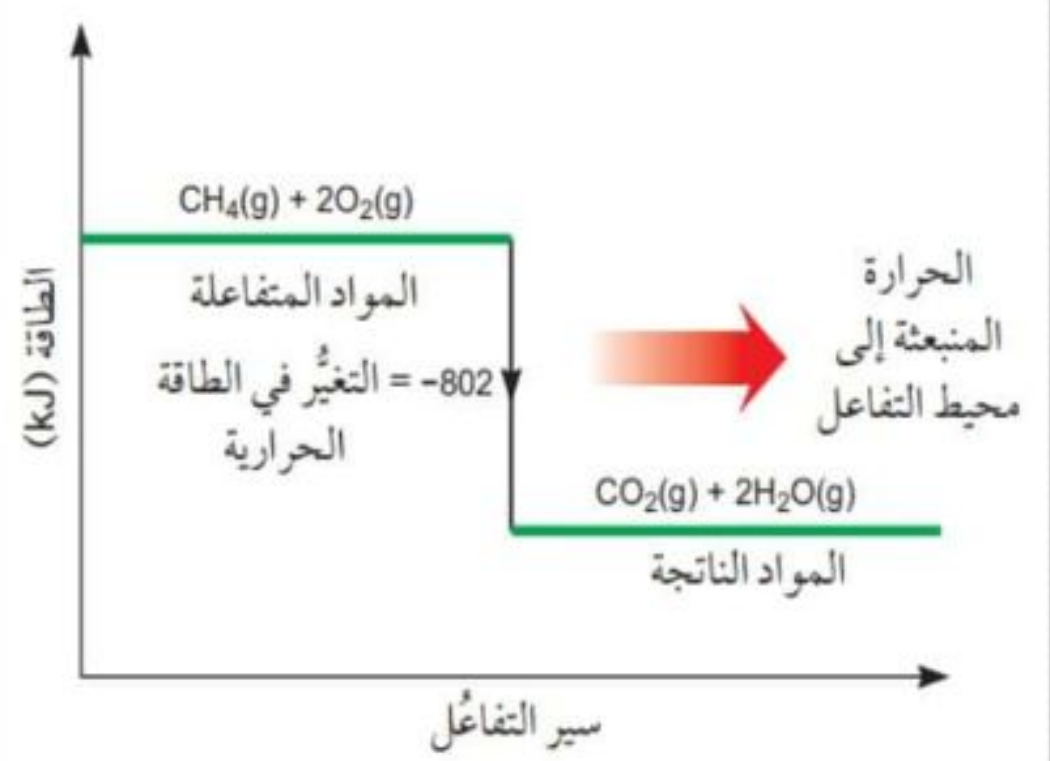 الطاقة (kJ)
CH₄(g) + 2O₂(g)
المواد المتفاعلة
التغيُّر في الطاقة = –802
الحرارية
الحرارة
المنبعثة إلى
محيط التفاعل
CO₂(g) + 2H₂O(g)
المواد الناتجة
سير التفاعُل